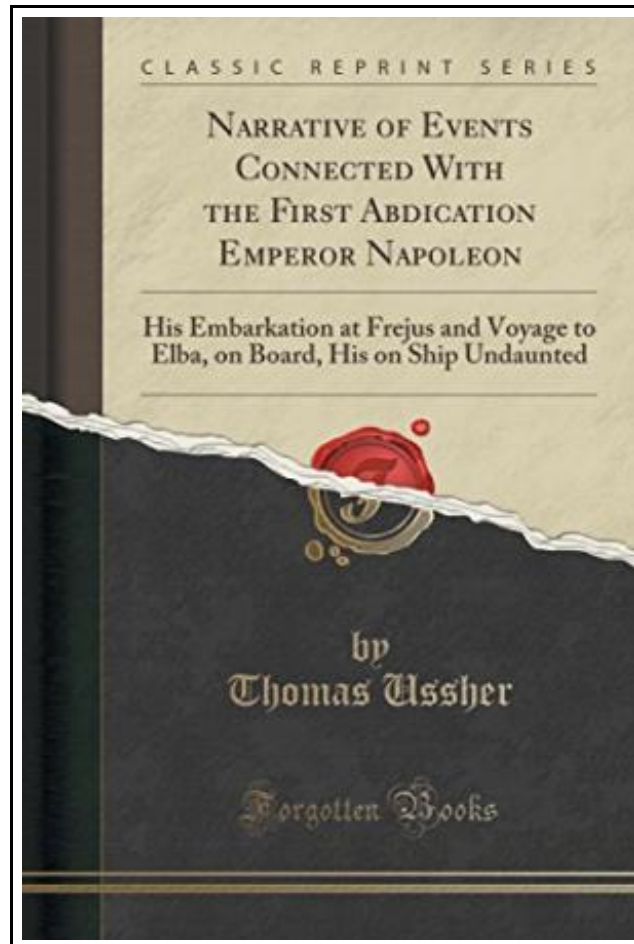 CLASSIC REPRINT SERIES
NARRATIVE OF EVENTS
CONNECTED WITH
THE FIRST ABDICATION
EMPEROR NAPOLEON
His Embarkation at Frejus and Voyage to
Elba, on Board, His on Ship Undaunted
F
by
Thomas Ussher
Forgotten Books